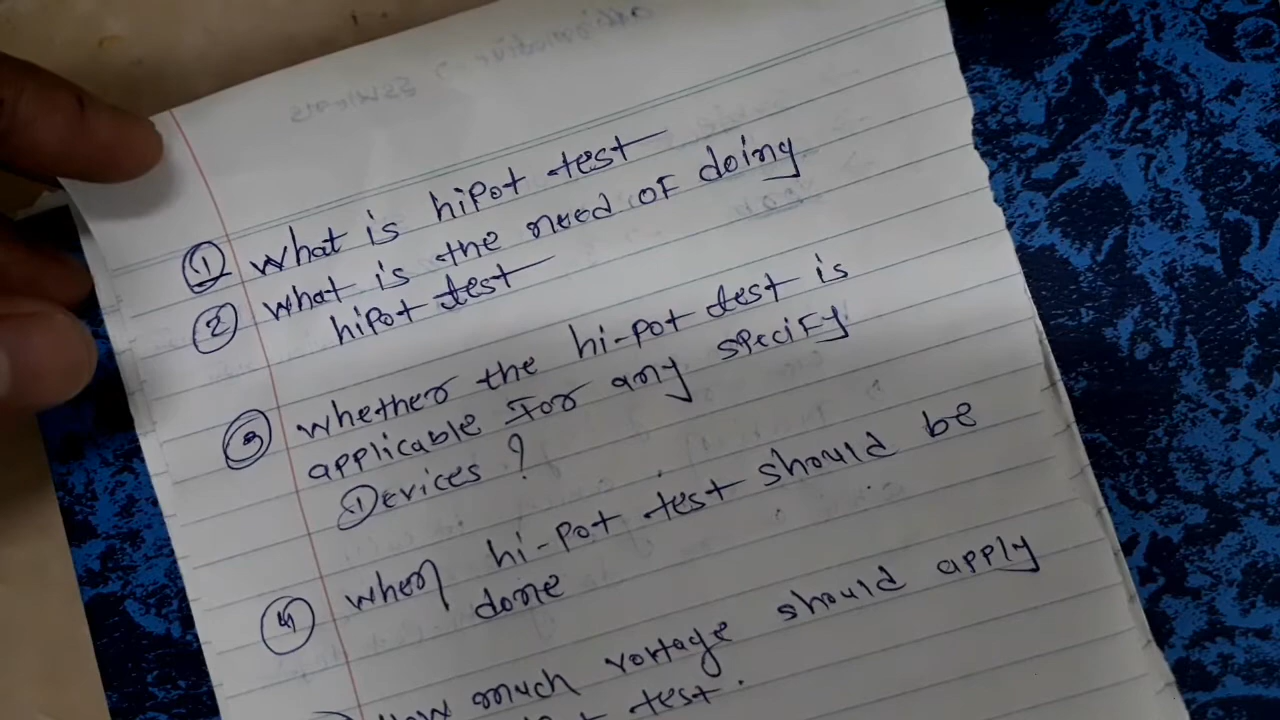 ① What is hipot test
② What is the need of doing
hipot test
③ Whether the hi-pot test is
applicable For any specify
Devices ?
④ When hi-pot test should be
done
How much voltage should apply
test.